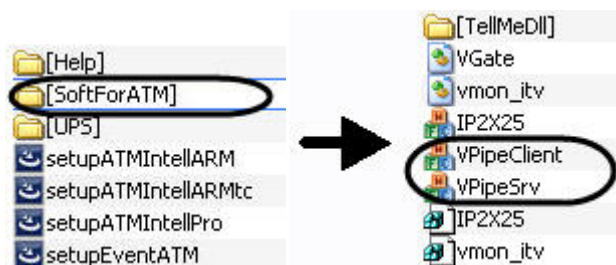 [Help]
[SoftForATM]
[UPS]
setupATMIntellARM
setupATMIntellARMtc
setupATMIntellPro
setupEventATM
[TellMeDll]
VGate
vmon_itv
IP2X25
VPipeClient
VPipeSrv
IP2X25
vmon_itv